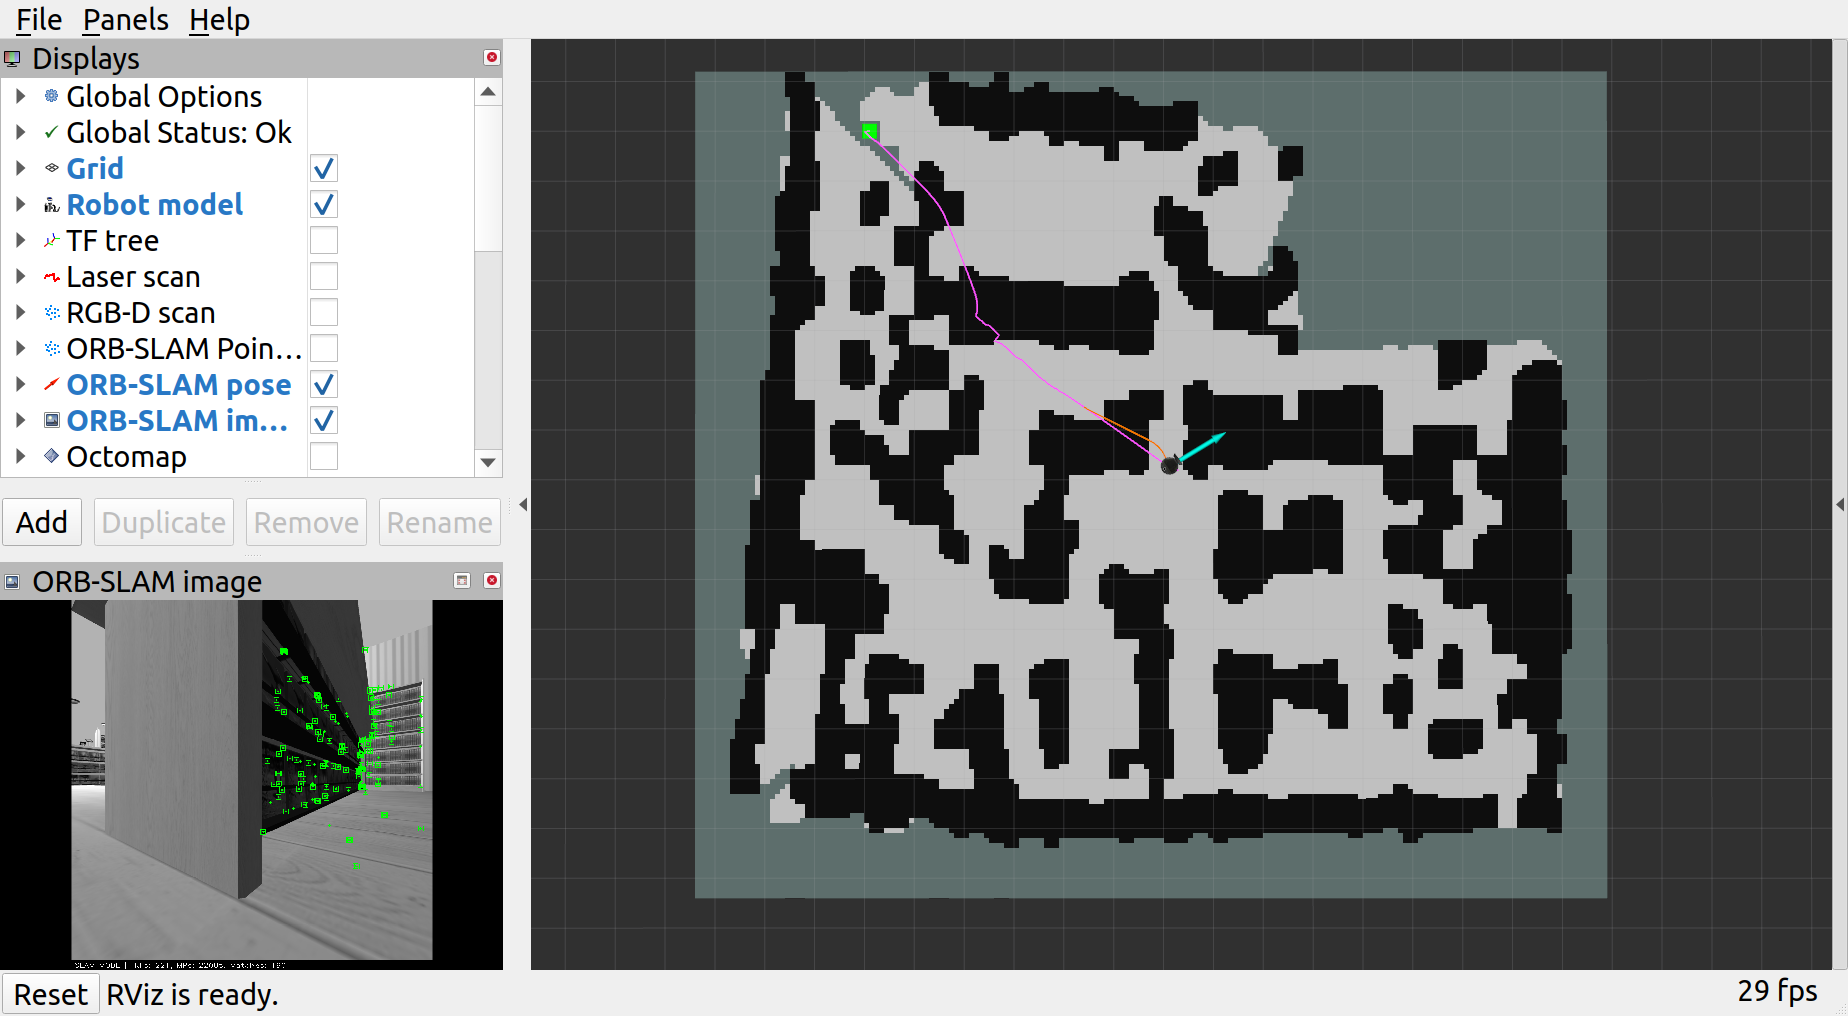 File Panels Help
Displays
Global Options
Global Status: Ok
Grid
Robot model
TF tree
Laser scan
RGB-D scan
ORB-SLAM Poin...
ORB-SLAM pose
ORB-SLAM im...
Octomap
Add Duplicate Remove Rename
ORB-SLAM image
SLAM MODE |
Reset RViz is ready.
29 fps